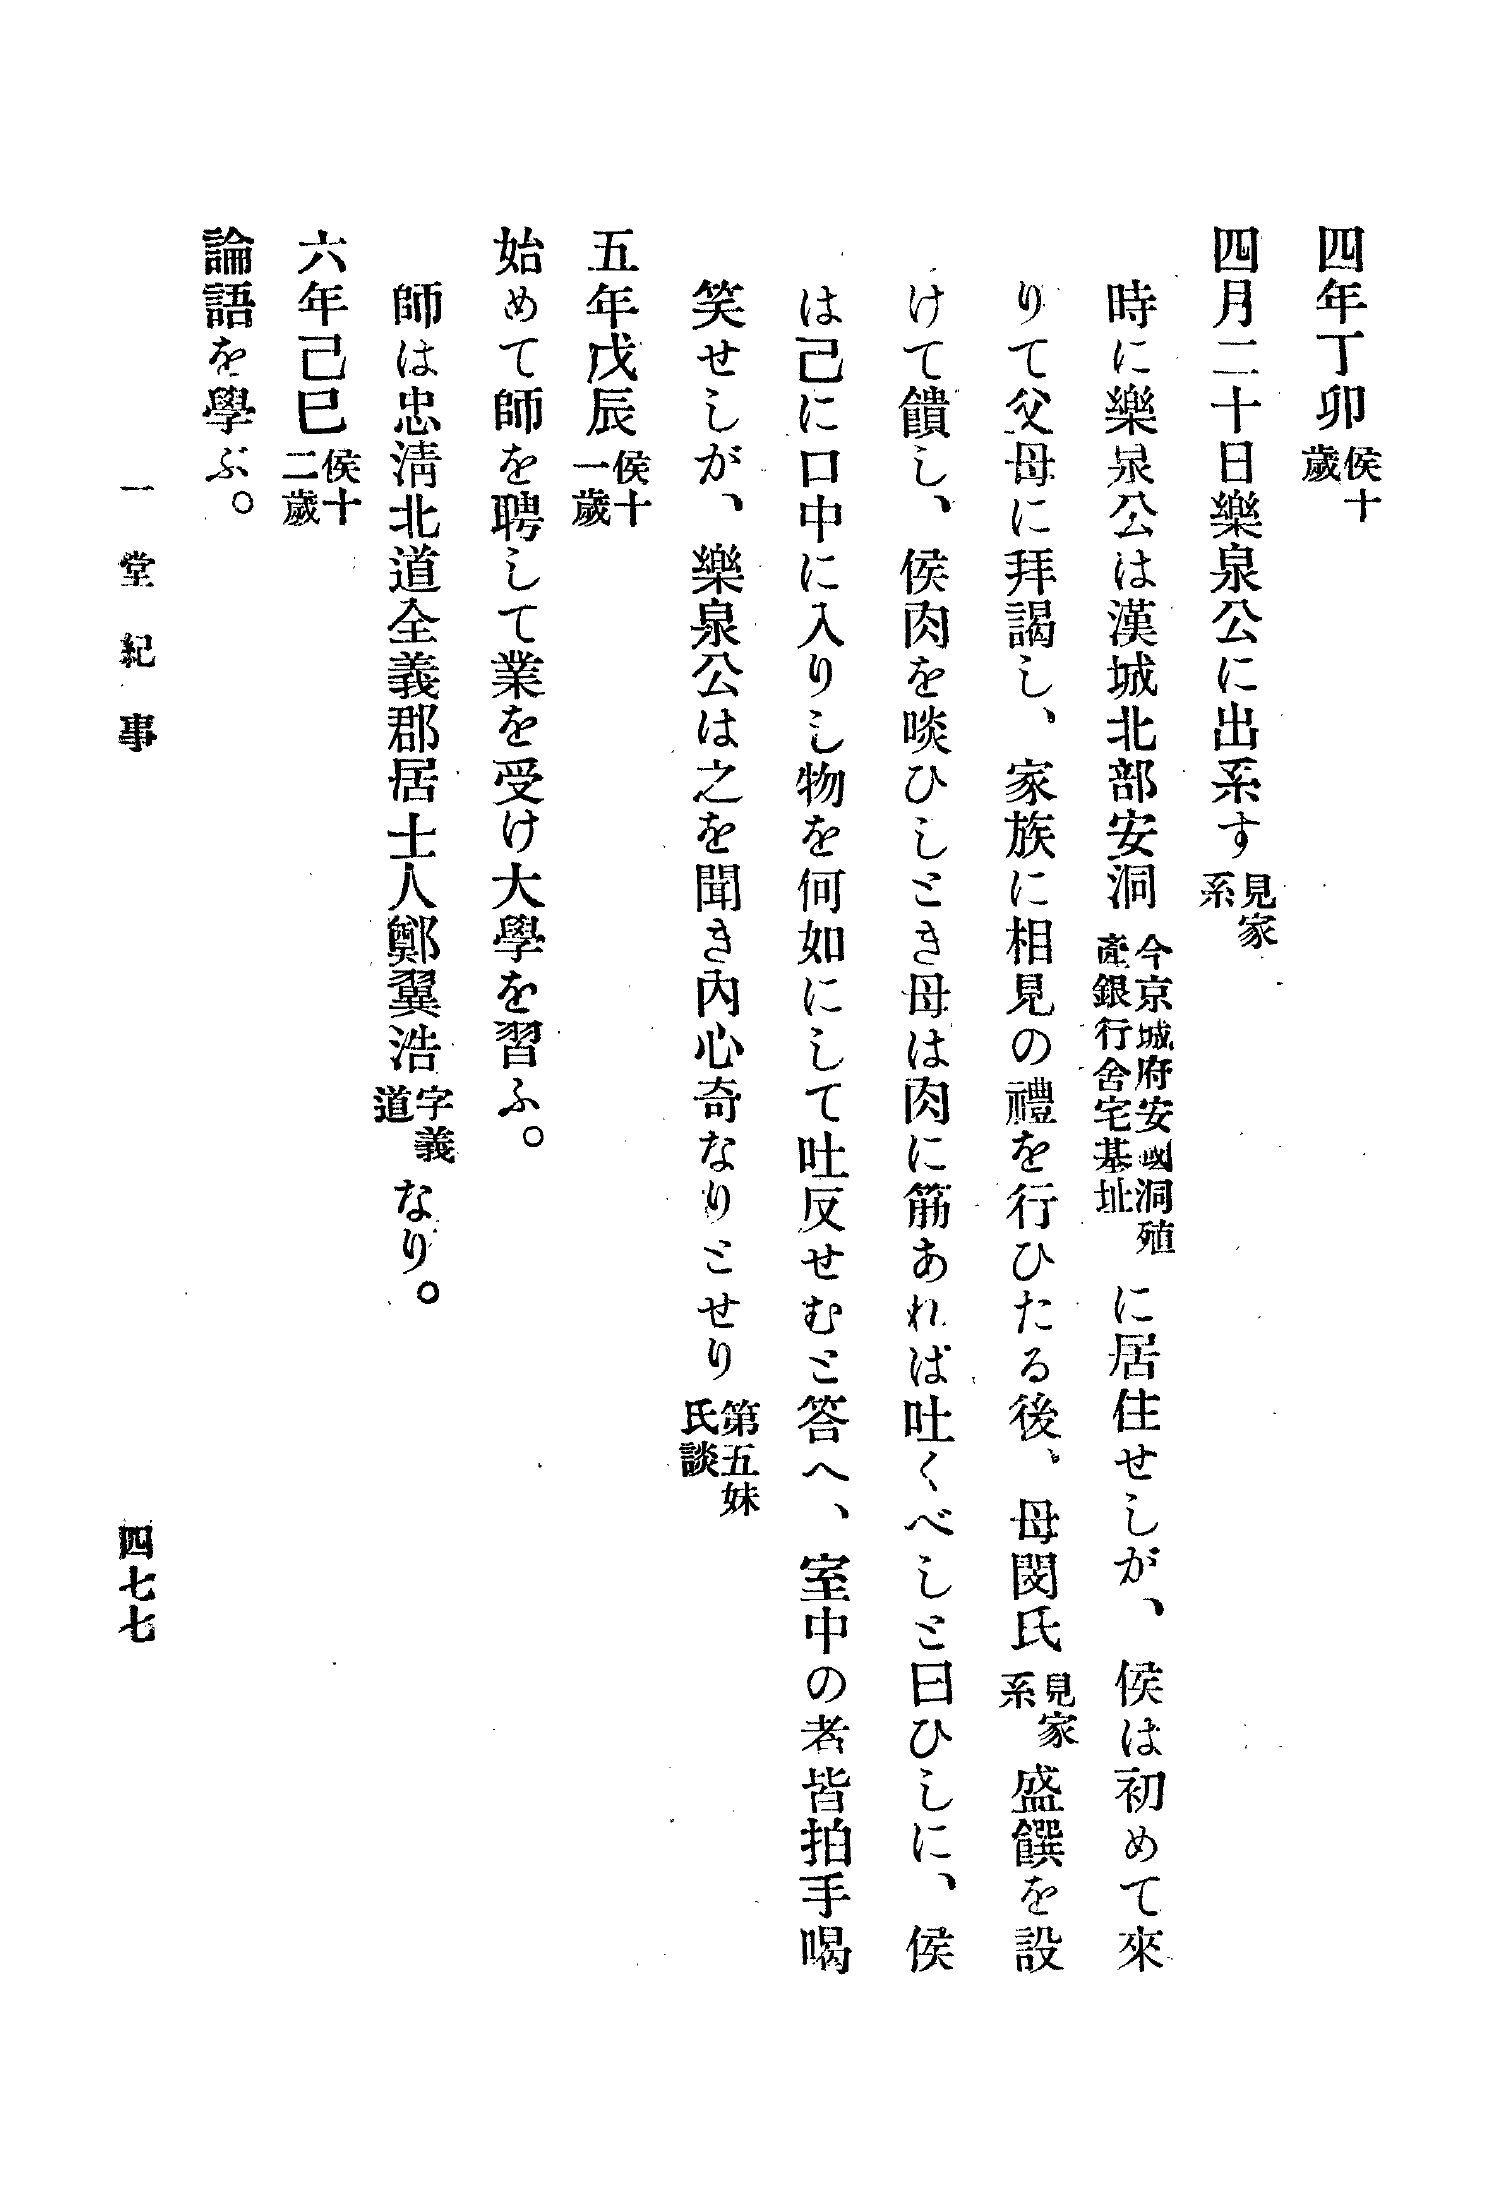 四年丁卯侯十歲
四月二十日樂泉公に出系す見家系
時に樂泉公は漢城北部安洞今京城府安國洞殖產銀行舍宅基址に居住せしが、侯は初めて來
りて父母に拜謁し、家族に相見の禮を行ひたる後、母閔氏見家系盛饌を設
けて饋し、侯肉を啖ひしとき母は肉に筋あれば吐くべしと曰ひしに、侯
は己に口中に入りし物を何如にして吐反せむと答へ、室中の者皆拍手喝
笑せしが、樂泉公は之を聞き內心奇なりとせり第五妹氏談
五年戊辰侯十一歲
始めて師を聘して業を受け大學を習ふ。
師は忠淸北道全義郡居士人鄭翼浩字義道なり。
六年己巳侯十二歲
論語を學ぶ。
一堂紀事
四七七